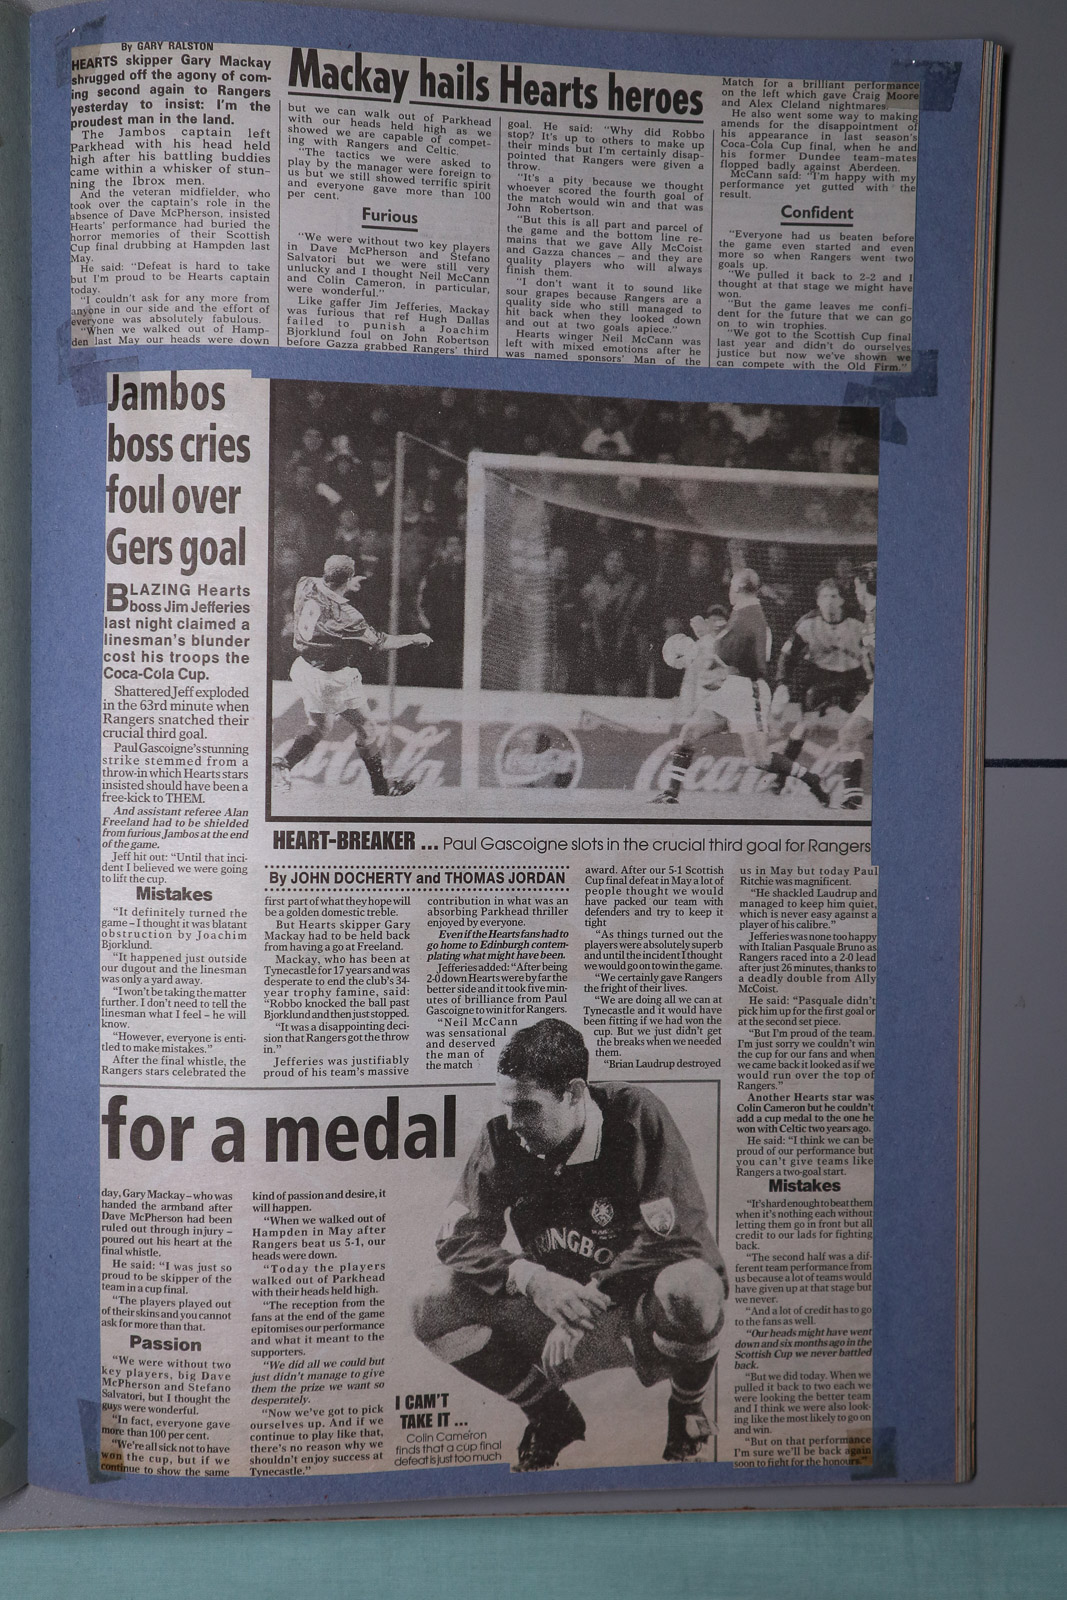 By GARY RALSTON
HEARTS skipper Gary Mackay
shrugged off the agony of com-
ing second again to Rangers
yesterday to insist: I'm the
proudest man in the land.
The Jambos captain left
Parkhead with his head held
high after his battling buddies
came within a whisker of stun-
ning the Ibrox men.
And the veteran midfielder, who
took over the captain's role in the
absence of Dave McPherson, insisted
Hearts' performance had buried the
horror memories of their Scottish
Cup final drubbing at Hampden last
May.
He said: "Defeat is hard to take
but I'm proud to be Hearts captain
today.
"I couldn't ask for any more from
anyone in our side and the effort of
everyone was absolutely fabulous.
"When we walked out of Hamp-
den last May our heads were down
Mackay hails Hearts heroes
but we can walk out of Parkhead
with our heads held high as we
showed we are capable of compet-
ing with Rangers and Celtic.
"The tactics we were asked to
play by the manager were foreign to
us but we still showed terrific spirit
and everyone gave more than 100
per cent.
Furious
"We were without two key players
in Dave McPherson and Stefano
Salvatori but we were still very
unlucky and I thought Neil McCann
and Colin Cameron, in particular,
were wonderful."
Like gaffer Jim Jefferies, Mackay
was furious that ref Hugh Dallas
failed to punish a Joachim
Bjorklund foul on John Robertson
before Gazza grabbed Rangers' third
goal. He said: "Why did Robbo
stop? It's up to others to make up
their minds but I'm certainly disap-
pointed that Rangers were given a
throw.
"It's a pity because we thought
whoever scored the fourth goal of
the match would win and that was
John Robertson.
"But this is all part and parcel of
the game and the bottom line re-
mains that we gave Ally McCoist
and Gazza chances – and they are
quality players who will always
finish them.
"I don't want it to sound like
sour grapes because Rangers are a
quality side who still managed to
hit back when they looked down
and out at two goals apiece."
Hearts winger Neil McCann was
left with mixed emotions after he
was named sponsors' Man of the
Match for a brilliant performance
on the left which gave Craig Moore
and Alex Cleland nightmares.
He also went some way to making
amends for the disappointment of
his appearance in last season's
Coca-Cola Cup final, when he and
his former Dundee team-mates
flopped badly against Aberdeen.
McCann said: "I'm happy with my
performance yet gutted with the
result.
Confident
"Everyone had us beaten before
the game even started and even
more so when Rangers went two
goals up.
"We pulled it back to 2-2 and I
thought at that stage we might have
won.
"But the game leaves me confi-
dent for the future that we can go
on to win trophies.
"We got to the Scottish Cup final
last year and didn't do ourselves
justice but now we've shown we
can compete with the Old Firm."
Jambos
boss cries
foul over
Gers goal
BLAZING Hearts
boss Jim Jefferies
last night claimed a
linesman's blunder
cost his troops the
Coca-Cola Cup.
Shattered Jeff exploded
in the 63rd minute when
Rangers snatched their
crucial third goal.
Paul Gascoigne's stunning
strike stemmed from a
throw-in which Hearts stars
insisted should have been a
free-kick to THEM.
And assistant referee Alan
Freeland had to be shielded
from furious Jambos at the end
of the game.
Jeff hit out: "Until that inci-
dent I believed we were going
to lift the cup.
Mistakes
"It definitely turned the
game – I thought it was blatant
obstruction by Joachim
Bjorklund.
"It happened just outside
our dugout and the linesman
was only a yard away.
"I won't be taking the matter
further. I don't need to tell the
linesman what I feel – he will
know.
"However, everyone is enti-
tled to make mistakes."
After the final whistle, the
Rangers stars celebrated the
Coca-Cola
Coca-Cola
HEART-BREAKER ... Paul Gascoigne slots in the crucial third goal for Rangers
By JOHN DOCHERTY and THOMAS JORDAN
first part of what they hope will
be a golden domestic treble.
But Hearts skipper Gary
Mackay had to be held back
from having a go at Freeland.
Mackay, who has been at
Tynecastle for 17 years and was
desperate to end the club's 34-
year trophy famine, said:
"Robbo knocked the ball past
Bjorklund and then just stopped.
"It was a disappointing deci-
sion that Rangers got the throw
in."
Jefferies was justifiably
proud of his team's massive
contribution in what was an
absorbing Parkhead thriller
enjoyed by everyone.
Even if the Hearts fans had to
go home to Edinburgh contem-
plating what might have been.
Jefferies added: "After being
2-0 down Hearts were by far the
better side and it took five min-
utes of brilliance from Paul
Gascoigne to win it for Rangers.
"Neil McCann
was sensational
and deserved
the man of
the match
award. After our 5-1 Scottish
Cup final defeat in May a lot of
people thought we would
have packed our team with
defenders and try to keep it
tight
"As things turned out the
players were absolutely superb
and until the incident I thought
we would go on to win the game.
"We certainly gave Rangers
the fright of their lives.
"We are doing all we can at
Tynecastle and it would have
been fitting if we had won the
cup. But we just didn't get
the breaks when we needed
them.
"Brian Laudrup destroyed
us in May but today Paul
Ritchie was magnificent.
"He shackled Laudrup and
managed to keep him quiet,
which is never easy against a
player of his calibre."
Jefferies was none too happy
with Italian Pasquale Bruno as
Rangers raced into a 2-0 lead
after just 26 minutes, thanks to
a deadly double from Ally
McCoist.
He said: "Pasquale didn't
pick him up for the first goal or
at the second set piece.
"But I'm proud of the team.
I'm just sorry we couldn't win
the cup for our fans and when
we came back it looked as if we
would run over the top of
Rangers."
Another Hearts star was
Colin Cameron but he couldn't
add a cup medal to the one he
won with Celtic two years ago.
He said: "I think we can be
proud of our performance but
you can't give teams like
Rangers a two-goal start.
Mistakes
"It's hard enough to beat them
when it's nothing each without
letting them go in front but all
credit to our lads for fighting
back.
"The second half was a dif-
ferent team performance from
us because a lot of teams would
have given up at that stage but
we never.
"And a lot of credit has to go
to the fans as well.
"Our heads might have went
down and six months ago in the
Scottish Cup we never battled
back.
"But we did today. When we
pulled it back to two each we
were looking the better team
and I think we were also look-
ing like the most likely to go on
and win.
"But on that performance
I'm sure we'll be back again
soon to fight for the honours."
for a medal
day, Gary Mackay – who was
handed the armband after
Dave McPherson had been
ruled out through injury –
poured out his heart at the
final whistle.
He said: "I was just so
proud to be skipper of the
team in a cup final.
"The players played out
of their skins and you cannot
ask for more than that.
Passion
"We were without two
key players, big Dave
McPherson and Stefano
Salvatori, but I thought the
guys were wonderful.
"In fact, everyone gave
more than 100 per cent.
"We're all sick not to have
won the cup, but if we
continue to show the same
kind of passion and desire, it
will happen.
"When we walked out of
Hampden in May after
Rangers beat us 5-1, our
heads were down.
"Today the players
walked out of Parkhead
with their heads held high.
"The reception from the
fans at the end of the game
epitomises our performance
and what it meant to the
supporters.
"We did all we could but
just didn't manage to give
them the prize we want so
desperately.
"Now we've got to pick
ourselves up. And if we
continue to play like that,
there's no reason why we
shouldn't enjoy success at
Tynecastle."
I CAM'T
TAKE IT ...
Colin Cameron
finds that a cup final
defeat is just too much